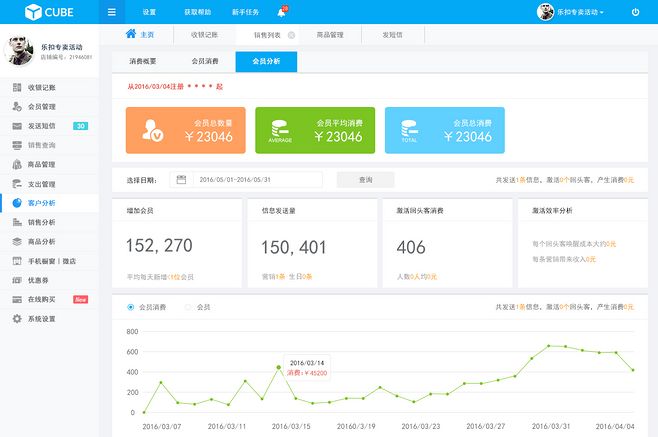 CUBE
设置 获取帮助 新手任务 乐扣专卖活动
乐扣专卖活动
店铺编号：21946081
主页 收银记账 销售列表 商品管理 发短信
收银记账
会员管理
发送短信 30
销售查询
商品管理
支出管理
客户分析
销售分析
商品分析
手机橱窗 | 微店
优惠券
在线购买 New
系统设置
消费概要 会员消费 会员分析
从2016/03/04注册 * * * * 起
会员总数量
￥23046
会员平均消费
￥23046
AVERAGE
会员总消费
￥23046
TOTAL
选择日期： 2016/05/01-2016/05/31 查询 共发送1条信息，激活0个回头客，产生消费0元
增加会员
152, 270
平均每天新增<1位会员
信息发送量
150, 401
营销1条 生日0条
激活回头客消费
406
人数0人均0元
激活效率分析
每个回头客唤醒成本大约0元
每条营销带来收入0元
会员消费 会员 共发送1条信息，激活0个回头客，产生消费0元
800
600
400
200
0
2016/03/14
消费:￥45200
2016/03/07 2016/03/11 2016/03/15 20160/3/19 2016/03/23 2016/03/27 2016/03/31 2016/04/04